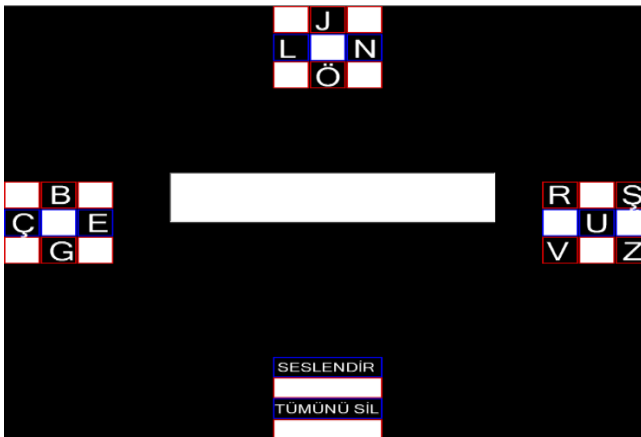 J
L N
Ö
B
Ç E
G
R Ş
U
V Z
SESLENDİR
TÜMÜNÜ SİL